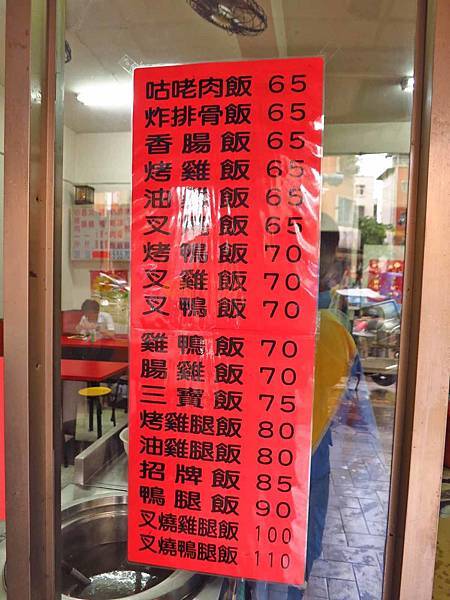 咕咾肉飯 65
炸排骨飯 65
香腸飯 65
烤雞飯 65
油雞飯 65
叉燒飯 65
烤鴨飯 70
叉雞飯 70
叉鴨飯 70
雞鴨飯 70
腸雞飯 70
三寶飯 75
烤雞腿飯 80
油雞腿飯 80
招牌飯 85
鴨腿飯 90
叉燒雞腿飯 100
叉燒鴨腿飯 110